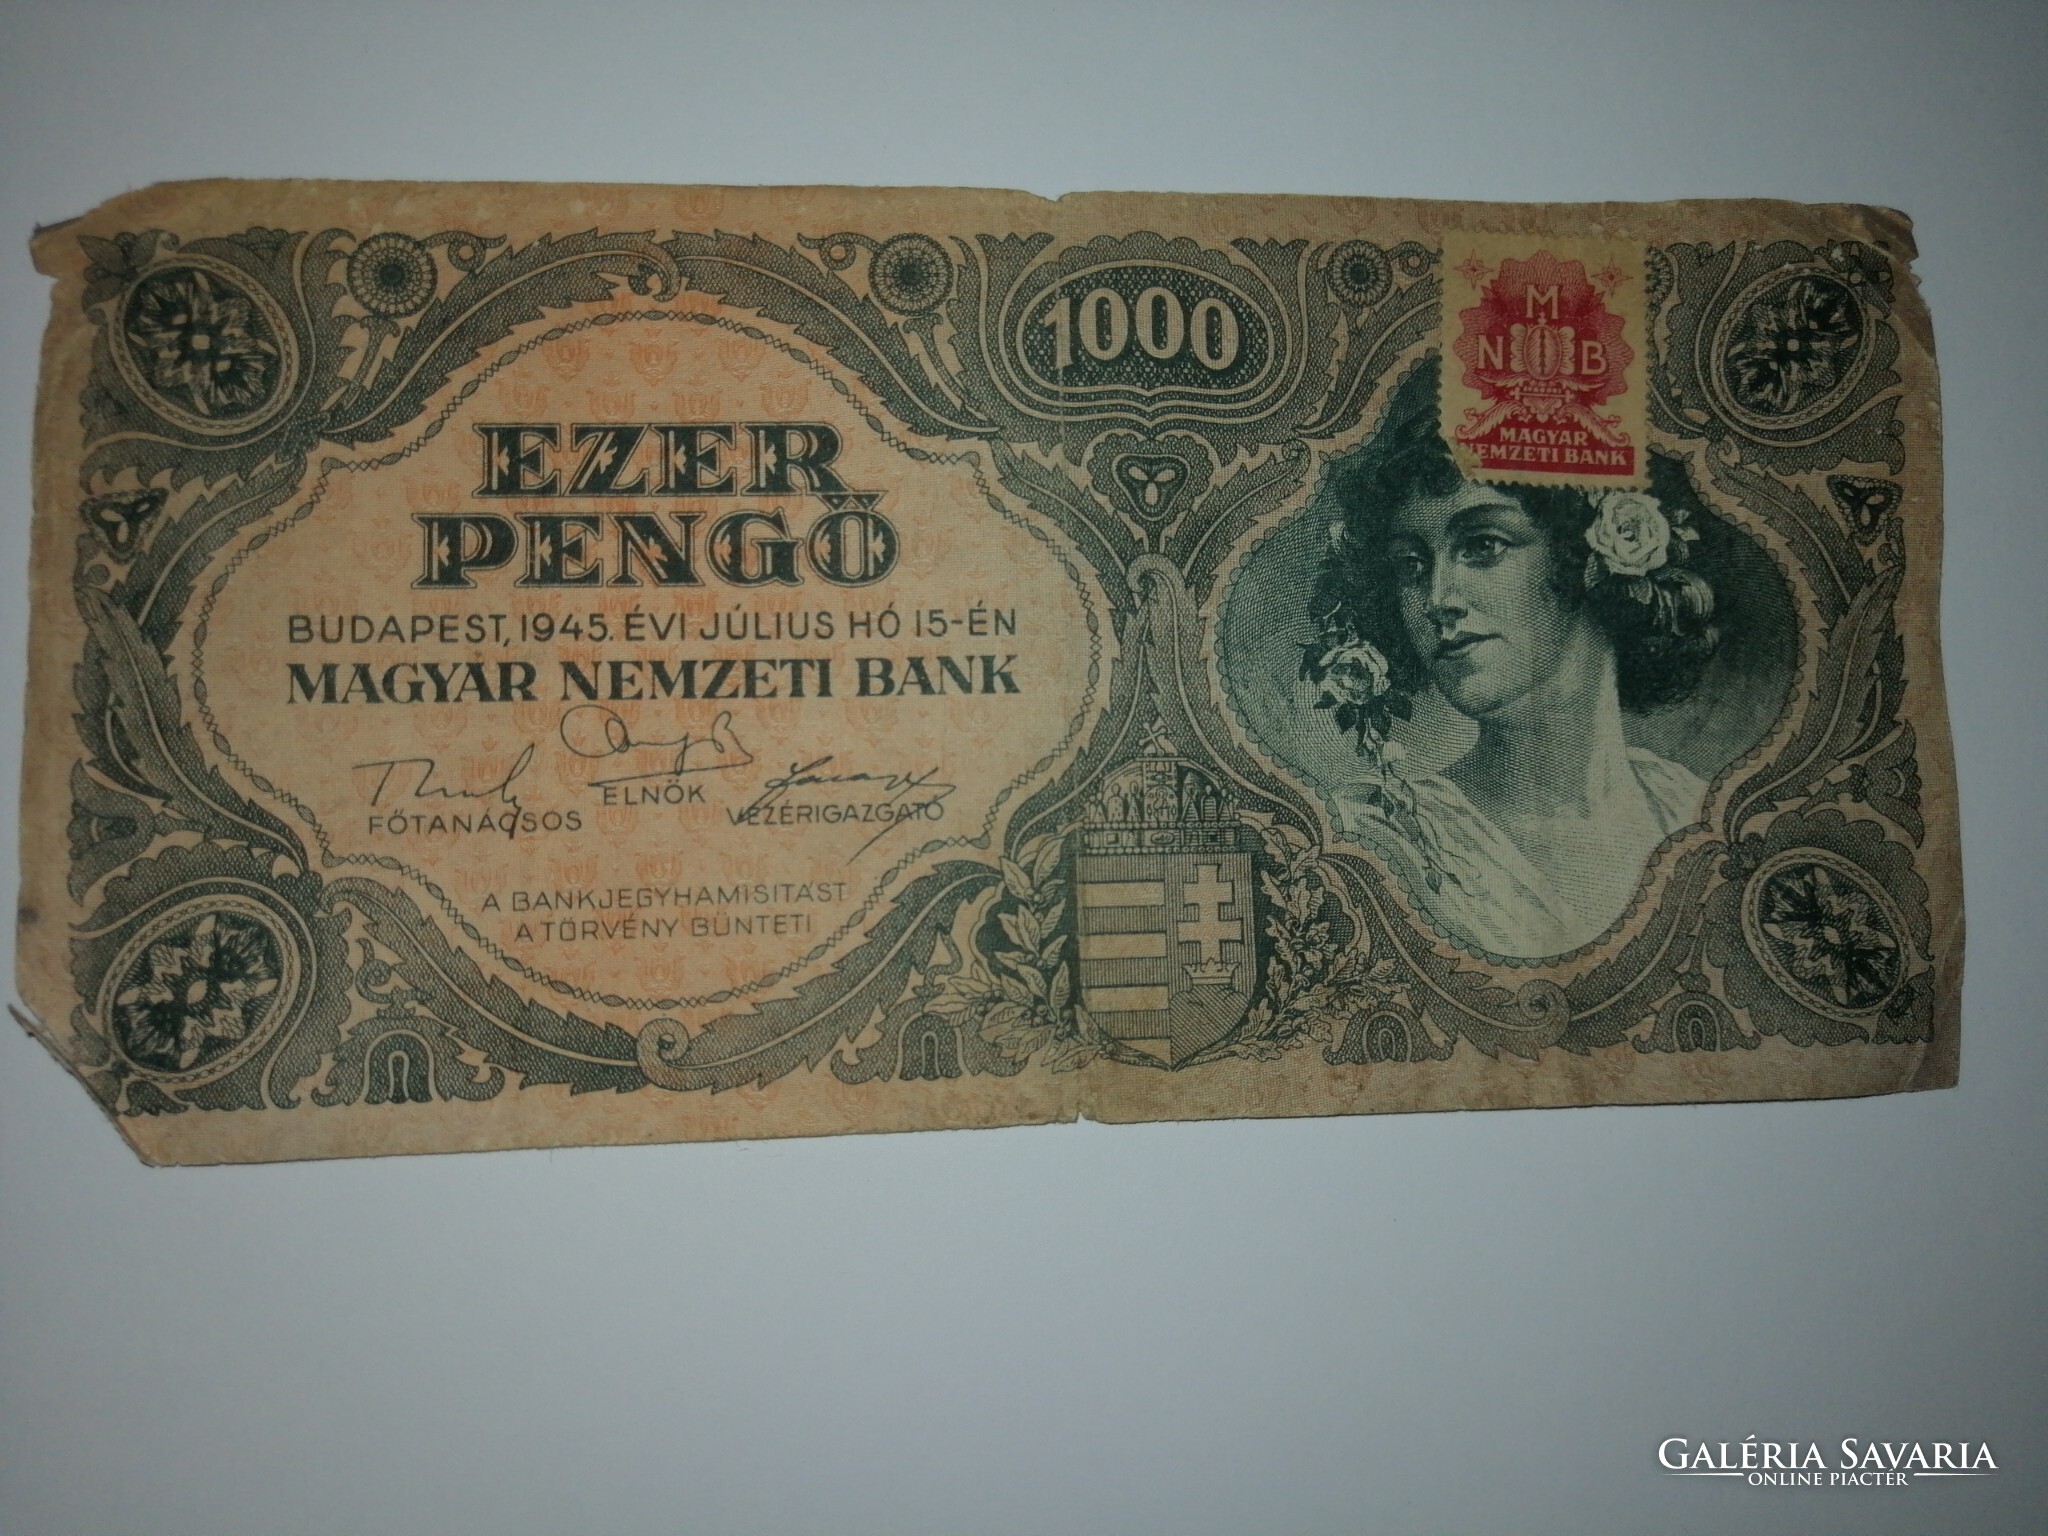 1000
M
N B
MAGYAR
NEMZETI BANK
EZER
PENGŐ
BUDAPEST, 1945. ÉVI JÚLIUS HÓ 15-ÉN
MAGYAR NEMZETI BANK
FŐTANÁCSOS
ELNÖK
VEZÉRIGAZGATÓ
A BANKJEGYHAMISITÁST
A TÖRVÉNY BÜNTETI
GALÉRIA SAVARIA
ONLINE PIACTÉR